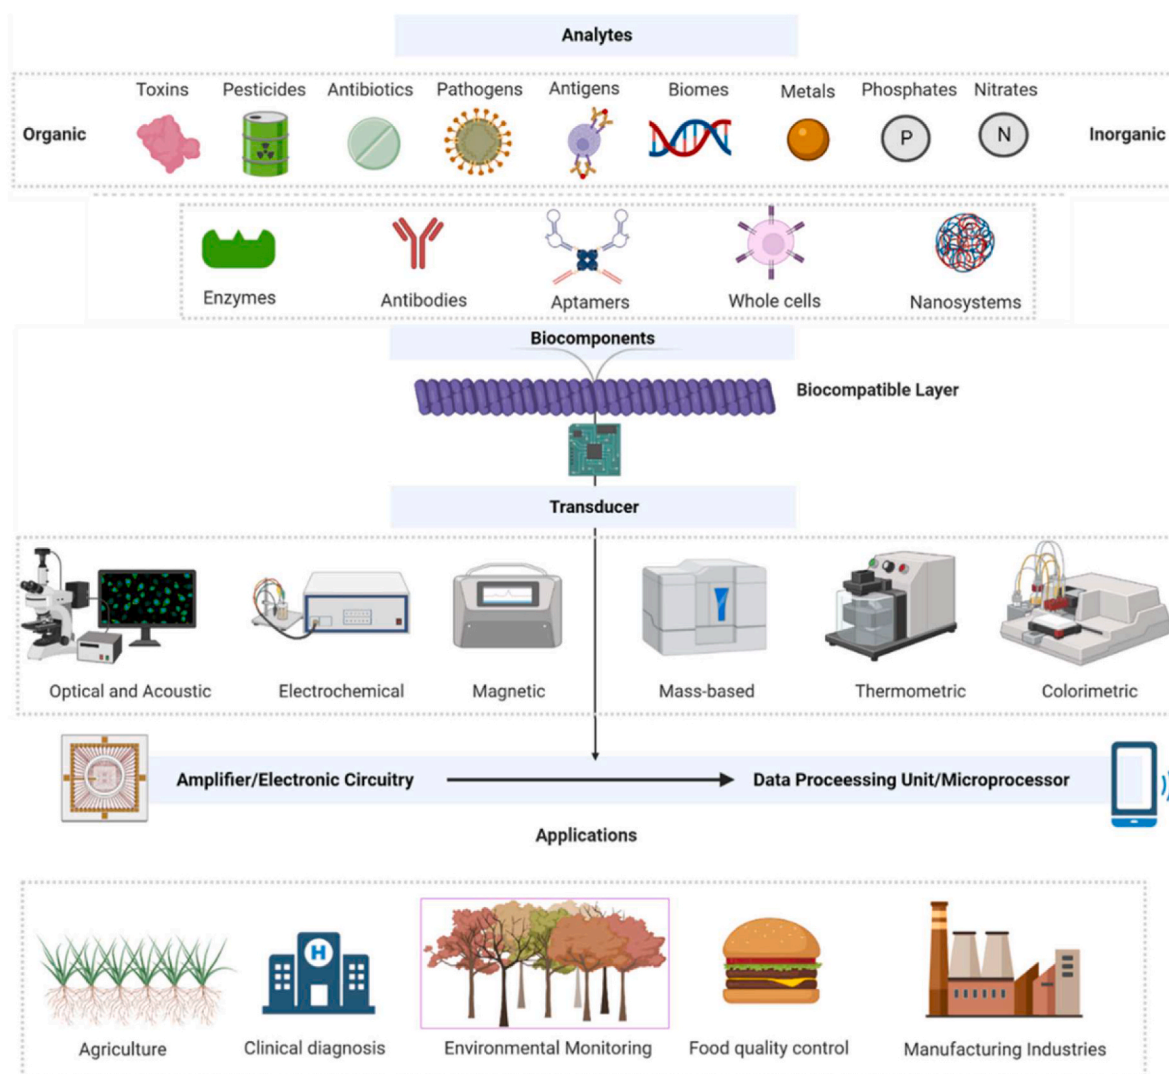 Analytes
Toxins Pesticides Antibiotics Pathogens Antigens Biomes Metals Phosphates Nitrates
Organic P N Inorganic
Enzymes Antibodies Aptamers Whole cells Nanosystems
Biocomponents
Biocompatible Layer
Transducer
Optical and Acoustic Electrochemical Magnetic Mass-based Thermometric Colorimetric
Amplifier/Electronic Circuitry Data Proceessing Unit/Microprocessor
Applications
H
Agriculture Clinical diagnosis Environmental Monitoring Food quality control Manufacturing Industries